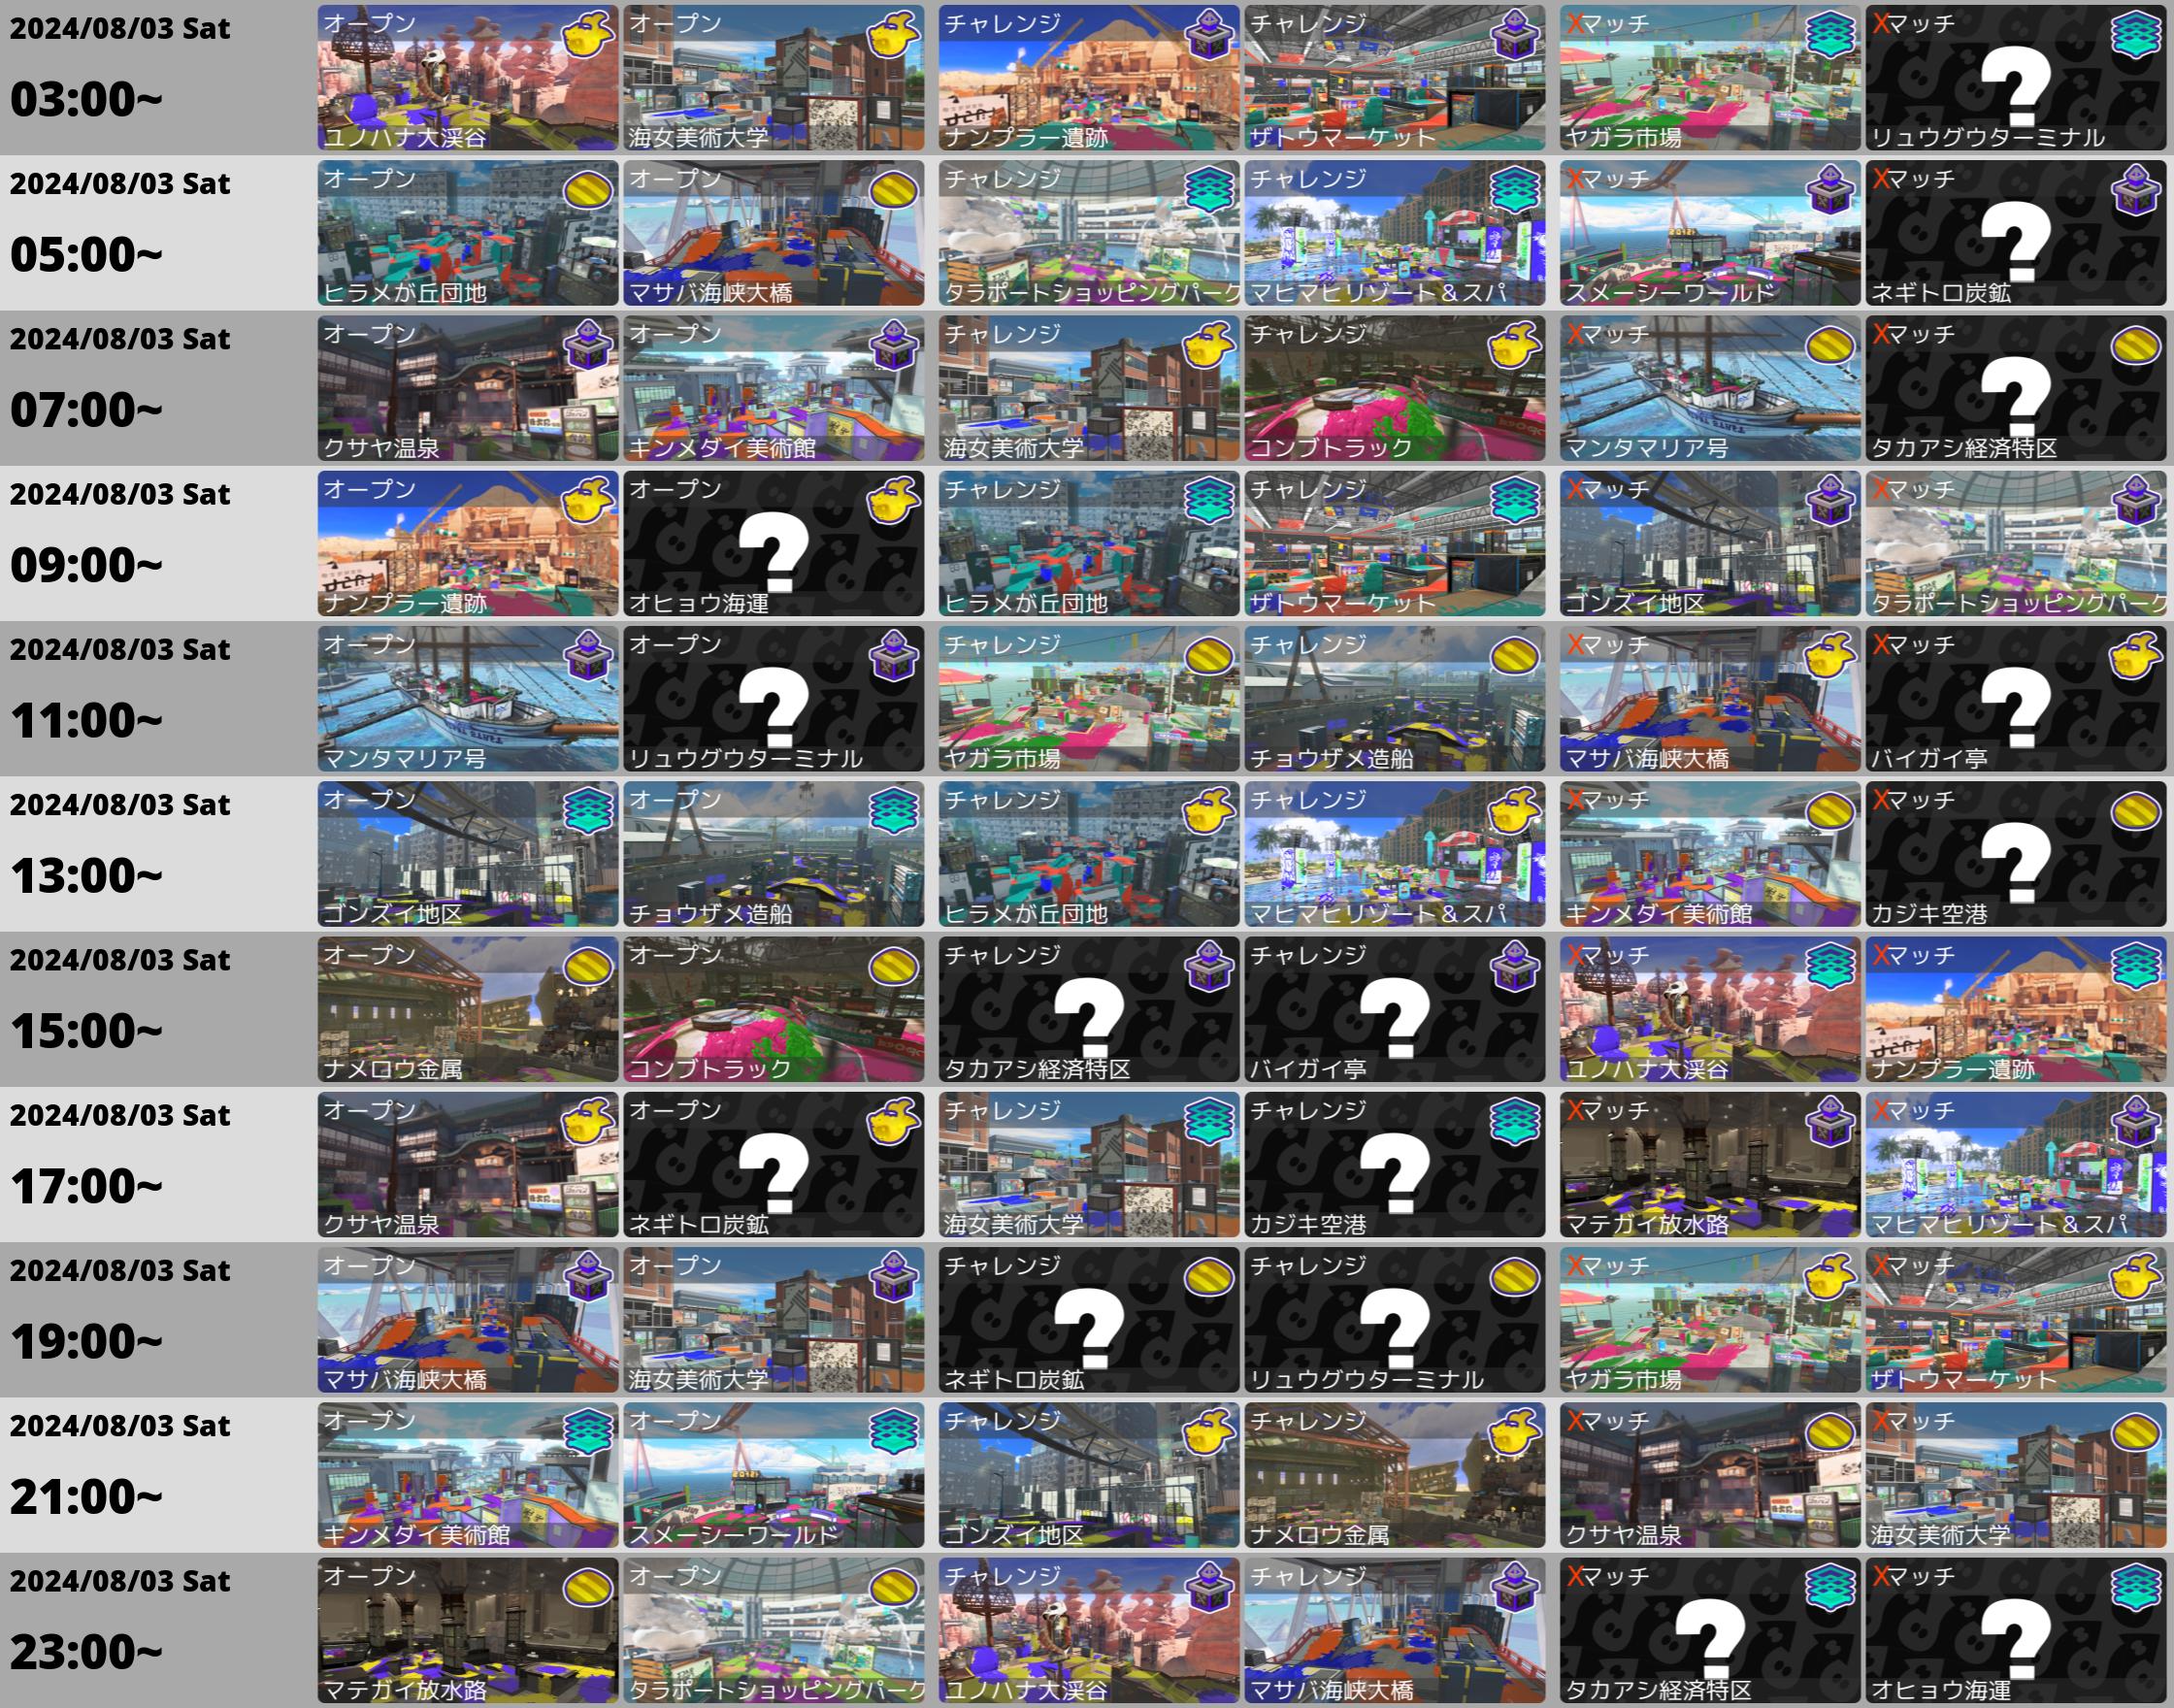 2024/08/03 Sat
03:00~
オープン
ユノハナ大渓谷
オープン
海女美術大学
チャレンジ
ナンプラー遺跡
チャレンジ
ザトウマーケット
Xマッチ
ヤガラ市場
Xマッチ
?
リュウグウターミナル
2024/08/03 Sat
05:00~
オープン
ヒラメが丘団地
オープン
マサバ海峡大橋
チャレンジ
タラポートショッピングパーク
チャレンジ
マヒマヒリゾート&スパ
Xマッチ
スメーシーワールド
Xマッチ
?
ネギトロ炭鉱
2024/08/03 Sat
07:00~
オープン
クサヤ温泉
オープン
キンメダイ美術館
チャレンジ
海女美術大学
チャレンジ
コンブトラック
Xマッチ
マンタマリア号
Xマッチ
?
タカアシ経済特区
2024/08/03 Sat
09:00~
オープン
ナンプラー遺跡
オープン
?
オヒョウ海運
チャレンジ
ヒラメが丘団地
チャレンジ
ザトウマーケット
Xマッチ
ゴンズイ地区
Xマッチ
タラポートショッピングパーク
2024/08/03 Sat
11:00~
オープン
マンタマリア号
オープン
?
リュウグウターミナル
チャレンジ
ヤガラ市場
チャレンジ
チョウザメ造船
Xマッチ
マサバ海峡大橋
Xマッチ
?
バイガイ亭
2024/08/03 Sat
13:00~
オープン
ゴンズイ地区
オープン
チョウザメ造船
チャレンジ
ヒラメが丘団地
チャレンジ
マヒマヒリゾート&スパ
Xマッチ
キンメダイ美術館
Xマッチ
?
カジキ空港
2024/08/03 Sat
15:00~
オープン
ナメロウ金属
オープン
コンブトラック
チャレンジ
?
タカアシ経済特区
チャレンジ
?
バイガイ亭
Xマッチ
ユノハナ大渓谷
Xマッチ
ナンプラー遺跡
2024/08/03 Sat
17:00~
オープン
クサヤ温泉
オープン
?
ネギトロ炭鉱
チャレンジ
海女美術大学
チャレンジ
?
カジキ空港
Xマッチ
マテガイ放水路
Xマッチ
マヒマヒリゾート&スパ
2024/08/03 Sat
19:00~
オープン
マサバ海峡大橋
オープン
海女美術大学
チャレンジ
?
ネギトロ炭鉱
チャレンジ
?
リュウグウターミナル
Xマッチ
ヤガラ市場
Xマッチ
ザトウマーケット
2024/08/03 Sat
21:00~
オープン
キンメダイ美術館
オープン
スメーシーワールド
チャレンジ
ゴンズイ地区
チャレンジ
ナメロウ金属
Xマッチ
クサヤ温泉
Xマッチ
海女美術大学
2024/08/03 Sat
23:00~
オープン
マテガイ放水路
オープン
タラポートショッピングパーク
チャレンジ
ユノハナ大渓谷
チャレンジ
マサバ海峡大橋
Xマッチ
?
タカアシ経済特区
Xマッチ
?
オヒョウ海運